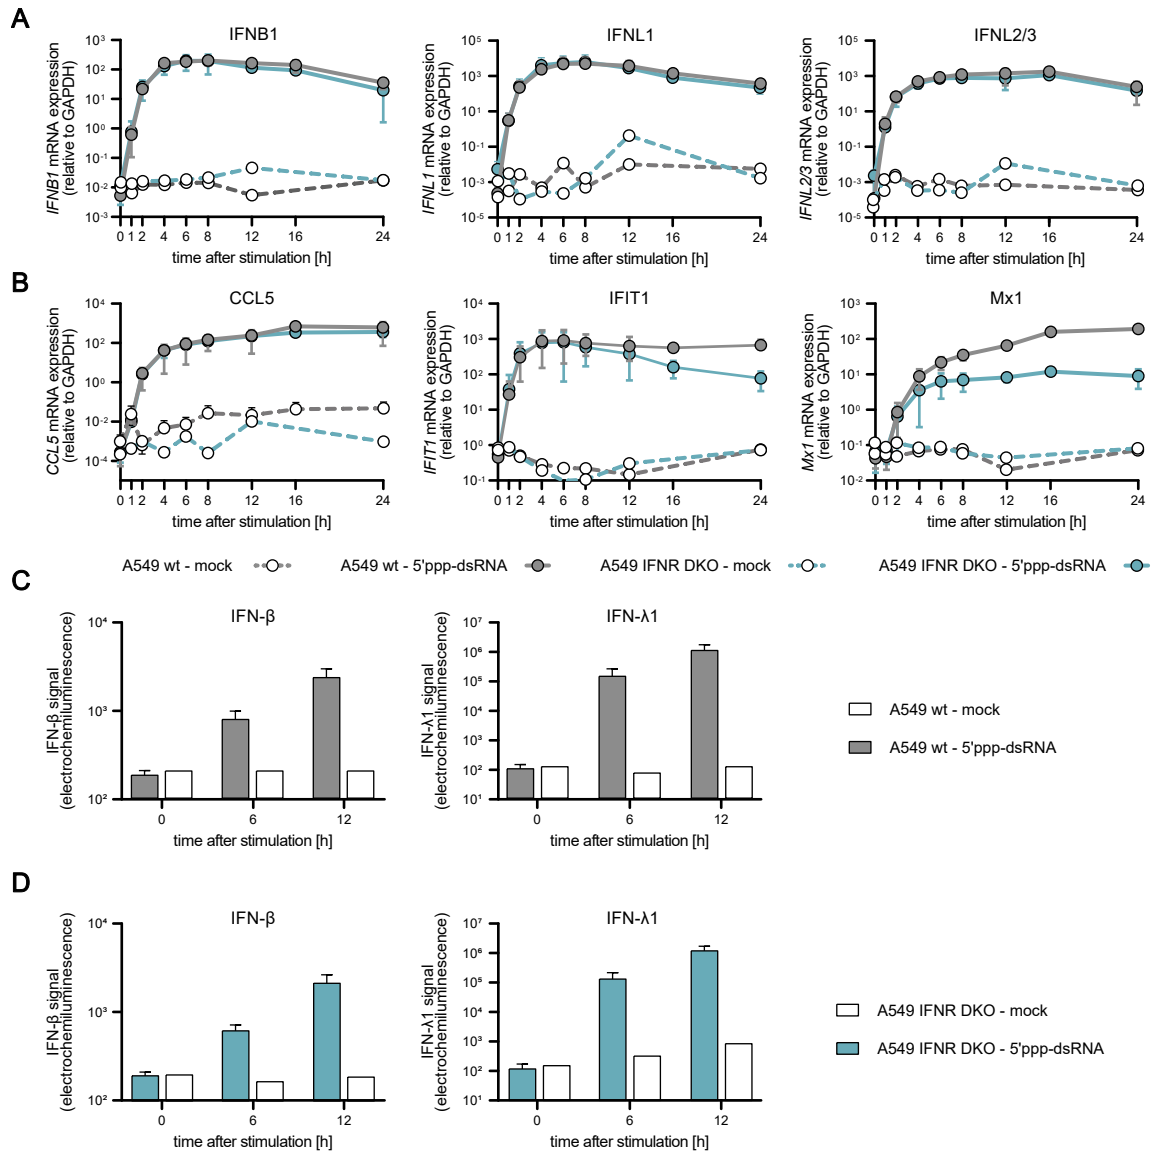 A
IFNB1
IFNL1
IFNL2/3
IFNB1 mRNA expression
(relative to GAPDH)
10³
10²
10¹
10⁰
10⁻¹
10⁻²
10⁻³
0 1 2 4 6 8 12 16 24
time after stimulation [h]
IFNL1 mRNA expression
(relative to GAPDH)
10⁵
10³
10¹
10⁻¹
10⁻³
10⁻⁵
0 1 2 4 6 8 12 16 24
time after stimulation [h]
IFNL2/3 mRNA expression
(relative to GAPDH)
10⁵
10³
10¹
10⁻¹
10⁻³
10⁻⁵
0 1 2 4 6 8 12 16 24
time after stimulation [h]
B
CCL5
IFIT1
Mx1
CCL5 mRNA expression
(relative to GAPDH)
10⁴
10²
10⁰
10⁻²
10⁻⁴
0 1 2 4 6 8 12 16 24
time after stimulation [h]
IFIT1 mRNA expression
(relative to GAPDH)
10⁴
10³
10²
10¹
10⁰
10⁻¹
0 1 2 4 6 8 12 16 24
time after stimulation [h]
Mx1 mRNA expression
(relative to GAPDH)
10³
10²
10¹
10⁰
10⁻¹
10⁻²
0 1 2 4 6 8 12 16 24
time after stimulation [h]
A549 wt - mock
A549 wt - 5'ppp-dsRNA
A549 IFNR DKO - mock
A549 IFNR DKO - 5'ppp-dsRNA
C
IFN-β
IFN-λ1
IFN-β signal
(electrochemiluminescence)
10⁴
10³
10²
0 6 12
time after stimulation [h]
IFN-λ1 signal
(electrochemiluminescence)
10⁷
10⁶
10⁵
10⁴
10³
10²
10¹
0 6 12
time after stimulation [h]
A549 wt - mock
A549 wt - 5'ppp-dsRNA
D
IFN-β
IFN-λ1
IFN-β signal
(electrochemiluminescence)
10⁴
10³
10²
0 6 12
time after stimulation [h]
IFN-λ1 signal
(electrochemiluminescence)
10⁷
10⁶
10⁵
10⁴
10³
10²
10¹
0 6 12
time after stimulation [h]
A549 IFNR DKO - mock
A549 IFNR DKO - 5'ppp-dsRNA